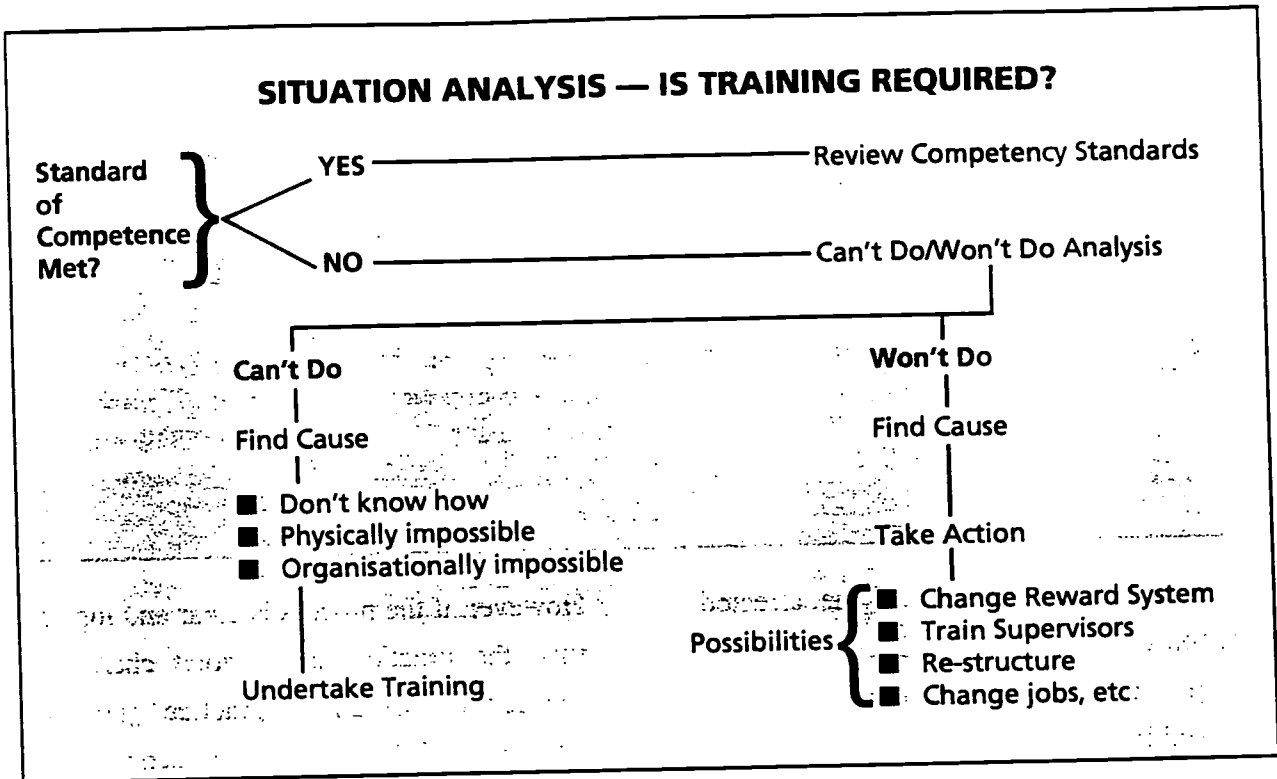 SITUATION ANALYSIS — IS TRAINING REQUIRED?
Standard
of
Competence
Met?
YES
Review Competency Standards
NO
Can't Do/Won't Do Analysis
Can't Do
Won't Do
Find Cause
Find Cause
■ Don't know how
■ Physically impossible
■ Organisationally impossible
Take Action
Undertake Training
Possibilities
■ Change Reward System
■ Train Supervisors
■ Re-structure
■ Change jobs, etc.